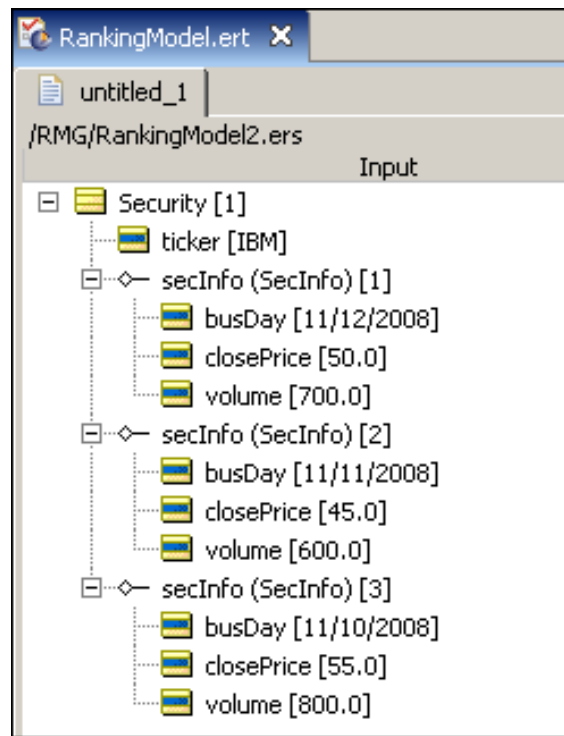 RankingModel.ert
untitled_1
/RMG/RankingModel2.ers
Input
Security [1]
ticker [IBM]
secInfo (SecInfo) [1]
busDay [11/12/2008]
closePrice [50.0]
volume [700.0]
secInfo (SecInfo) [2]
busDay [11/11/2008]
closePrice [45.0]
volume [600.0]
secInfo (SecInfo) [3]
busDay [11/10/2008]
closePrice [55.0]
volume [800.0]